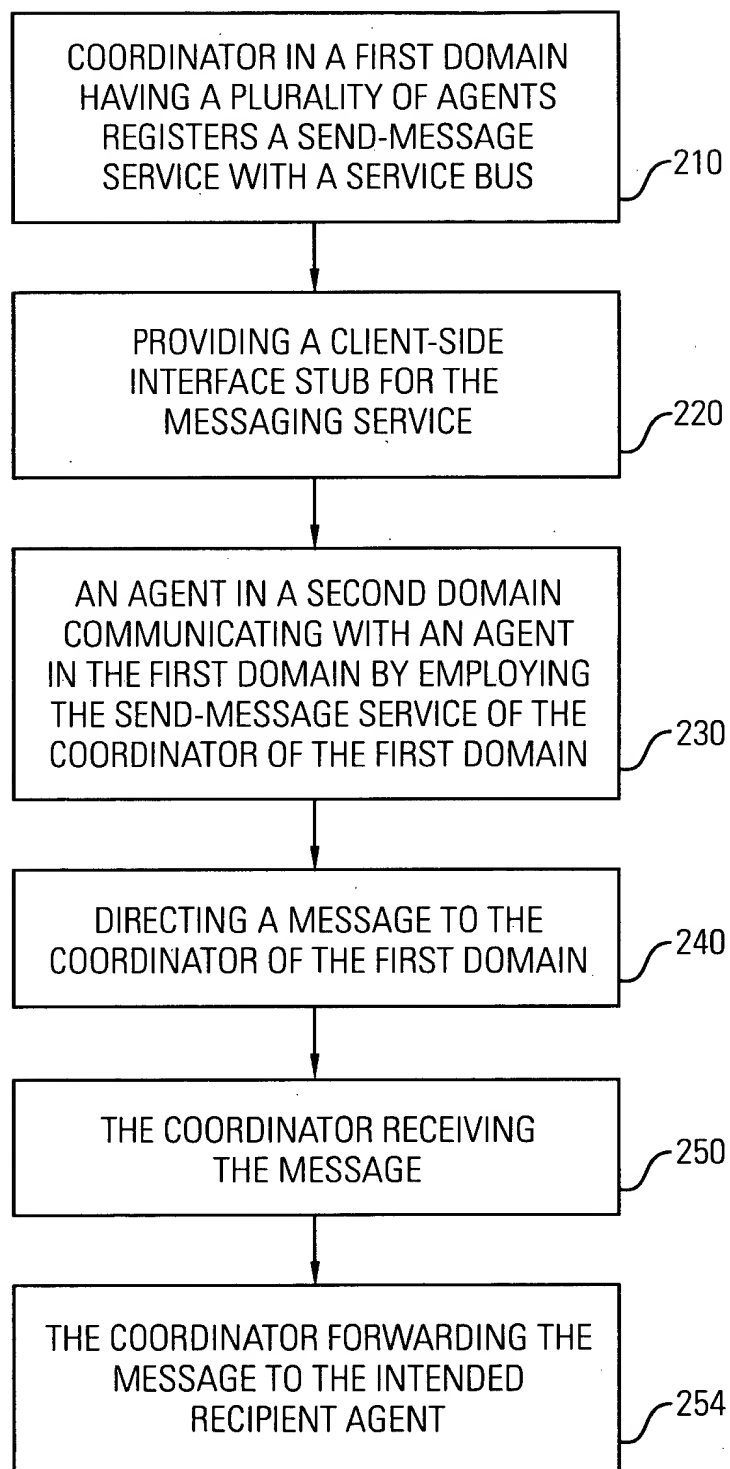 COORDINATOR IN A FIRST DOMAIN
HAVING A PLURALITY OF AGENTS
REGISTERS A SEND-MESSAGE
SERVICE WITH A SERVICE BUS
210
PROVIDING A CLIENT-SIDE
INTERFACE STUB FOR THE
MESSAGING SERVICE
220
AN AGENT IN A SECOND DOMAIN
COMMUNICATING WITH AN AGENT
IN THE FIRST DOMAIN BY EMPLOYING
THE SEND-MESSAGE SERVICE OF THE
COORDINATOR OF THE FIRST DOMAIN
230
DIRECTING A MESSAGE TO THE
COORDINATOR OF THE FIRST DOMAIN
240
THE COORDINATOR RECEIVING
THE MESSAGE
250
THE COORDINATOR FORWARDING THE
MESSAGE TO THE INTENDED
RECIPIENT AGENT
254